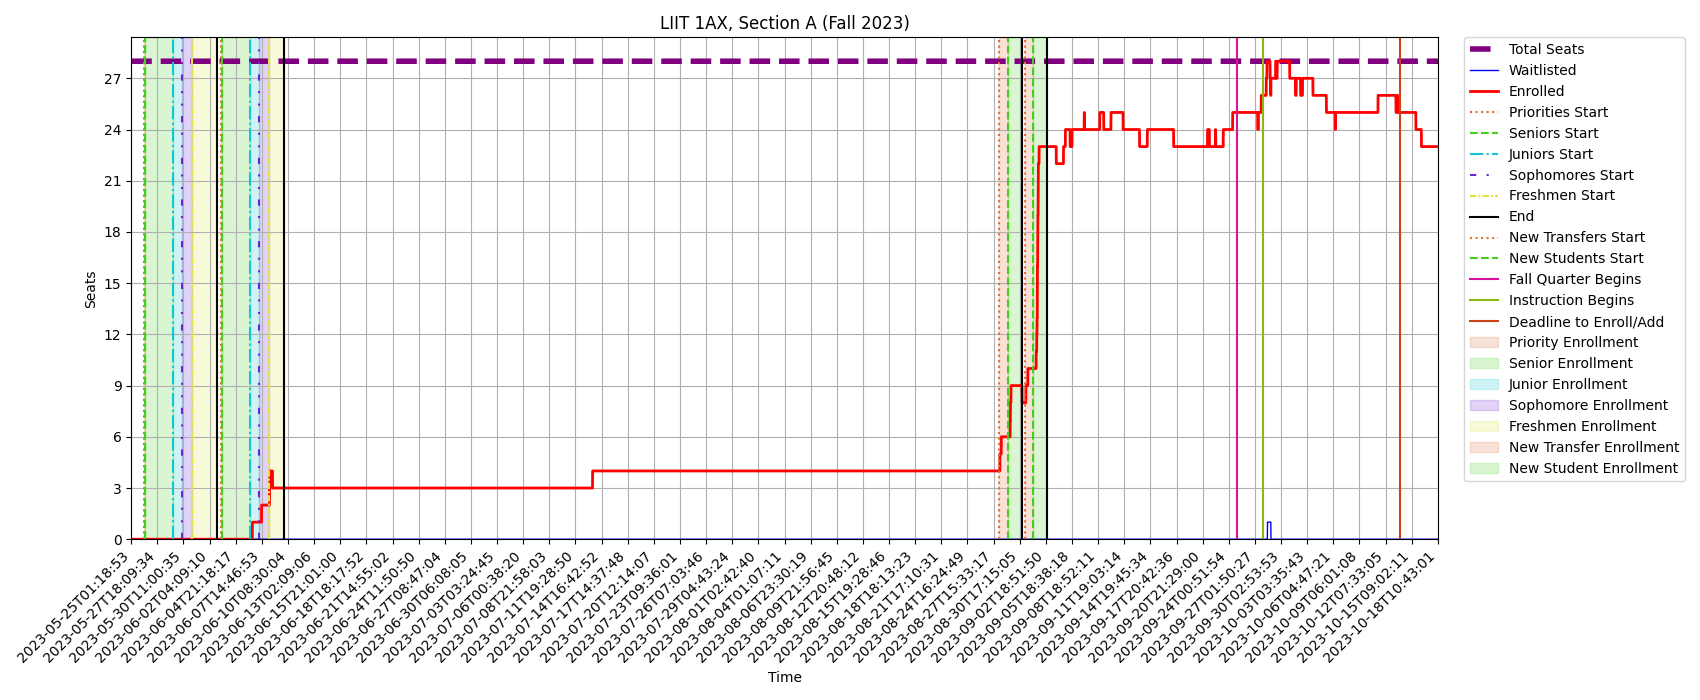 LIIT 1AX, Section A (Fall 2023)
Seats
27
24
21
18
15
12
9
6
3
0
2023-05-25T01:18:53
2023-05-27T18:09:34
2023-05-30T11:00:35
2023-06-02T04:09:10
2023-06-04T21:18:17
2023-06-07T14:46:53
2023-06-10T08:30:04
2023-06-13T02:09:06
2023-06-15T21:01:00
2023-06-18T18:17:52
2023-06-21T14:55:02
2023-06-24T11:50:50
2023-06-27T08:47:04
2023-06-30T06:08:05
2023-07-03T03:24:45
2023-07-06T00:38:20
2023-07-08T21:58:03
2023-07-11T19:28:50
2023-07-14T16:42:52
2023-07-17T14:37:48
2023-07-20T12:14:07
2023-07-23T09:36:01
2023-07-26T07:03:46
2023-07-29T04:43:24
2023-08-01T02:42:40
2023-08-04T01:07:11
2023-08-06T23:30:19
2023-08-09T21:56:45
2023-08-12T20:48:12
2023-08-15T19:28:46
2023-08-18T18:13:23
2023-08-21T17:10:31
2023-08-24T16:24:49
2023-08-27T15:33:17
2023-08-30T17:15:05
2023-09-02T18:51:50
2023-09-05T18:38:18
2023-09-08T18:52:11
2023-09-11T19:03:14
2023-09-14T19:45:34
2023-09-17T20:42:36
2023-09-20T21:29:00
2023-09-24T00:51:54
2023-09-27T01:50:27
2023-09-30T02:53:53
2023-10-03T03:35:43
2023-10-06T04:47:21
2023-10-09T06:01:08
2023-10-12T07:33:05
2023-10-15T09:02:11
2023-10-18T10:43:01
Time
Total Seats
Waitlisted
Enrolled
Priorities Start
Seniors Start
Juniors Start
Sophomores Start
Freshmen Start
End
New Transfers Start
New Students Start
Fall Quarter Begins
Instruction Begins
Deadline to Enroll/Add
Priority Enrollment
Senior Enrollment
Junior Enrollment
Sophomore Enrollment
Freshmen Enrollment
New Transfer Enrollment
New Student Enrollment